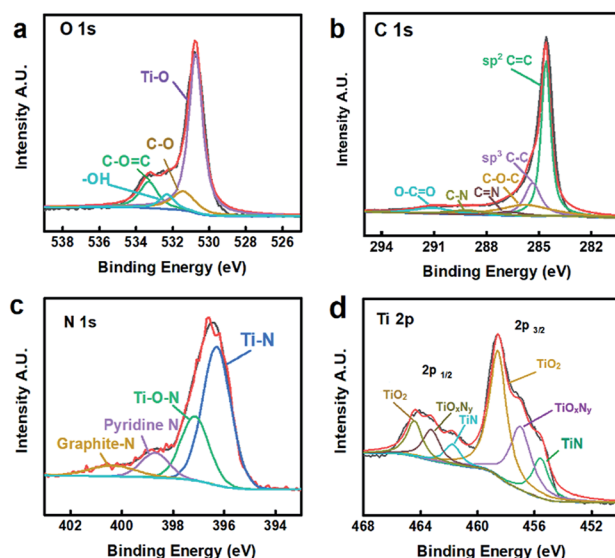 a
O 1s
Intensity A.U.
Ti-O
C-O
C-O=C
-OH
538 536 534 532 530 528 526
Binding Energy (eV)
b
C 1s
Intensity A.U.
sp² C=C
sp³ C-C
C-O-C
C=N
C-N
O-C=O
294 291 288 285 282
Binding Energy (eV)
c
N 1s
Intensity A.U.
Ti-N
Ti-O-N
Pyridine N
Graphite-N
402 400 398 396 394
Binding Energy (eV)
d
Ti 2p
Intensity A.U.
2p 3/2
2p 1/2
TiO₂
TiO₂
TiOₓNᵧ
TiN
TiOₓNᵧ
TiN
468 464 460 456 452
Binding Energy (eV)